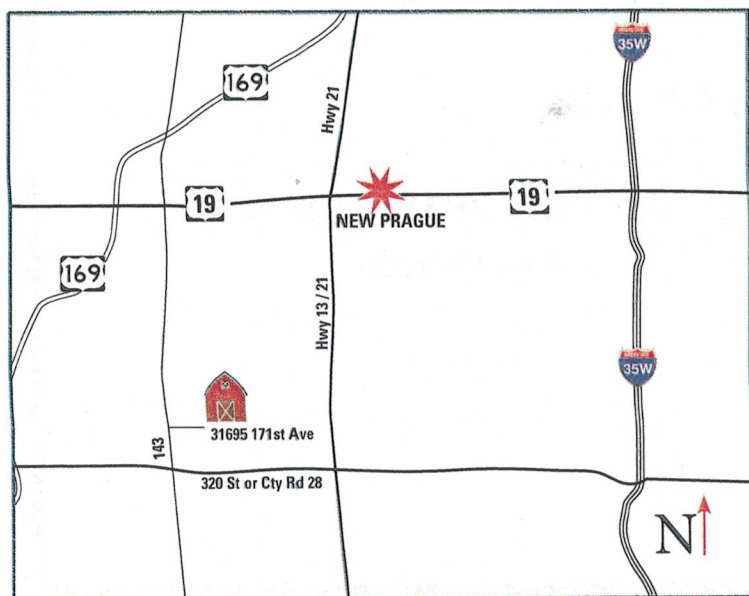 35W
169
Hwy 21
19
19
NEW PRAGUE
169
Hwy 13 / 21
35W
31695 171st Ave
143
320 St or Cty Rd 28
N